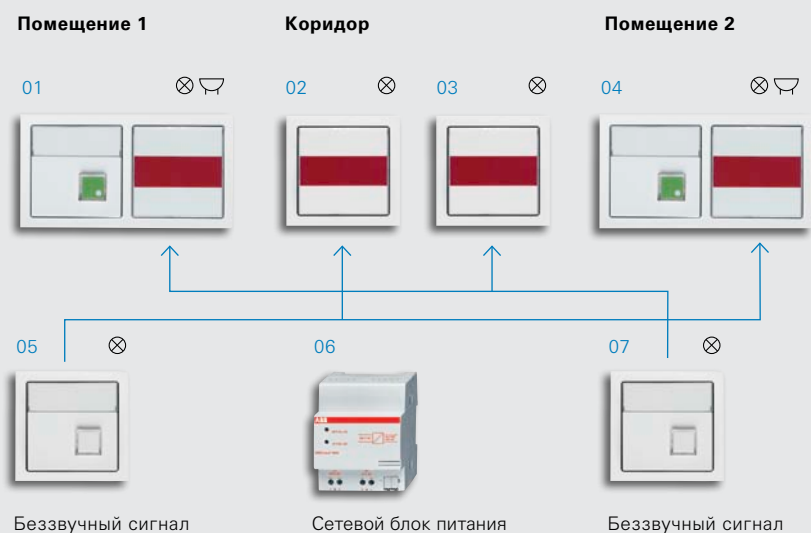 Помещение 1
Коридор
Помещение 2
01
02
03
04
05
06
07
ABB
Беззвучный сигнал
Сетевой блок питания
Беззвучный сигнал